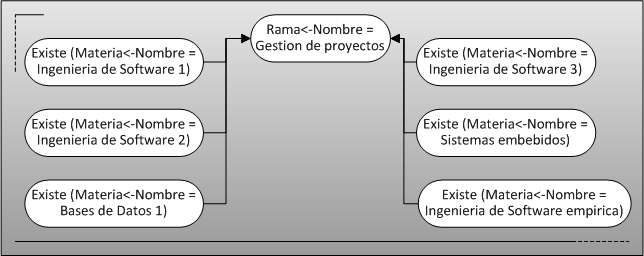 Rama<-Nombre =
Gestion de proyectos
Existe (Materia<-Nombre =
Ingenieria de Software 1)
Existe (Materia<-Nombre =
Ingenieria de Software 2)
Existe (Materia<-Nombre =
Bases de Datos 1)
Existe (Materia<-Nombre =
Ingenieria de Software 3)
Existe (Materia<-Nombre =
Sistemas embebidos)
Existe (Materia<-Nombre =
Ingenieria de Software empirica)